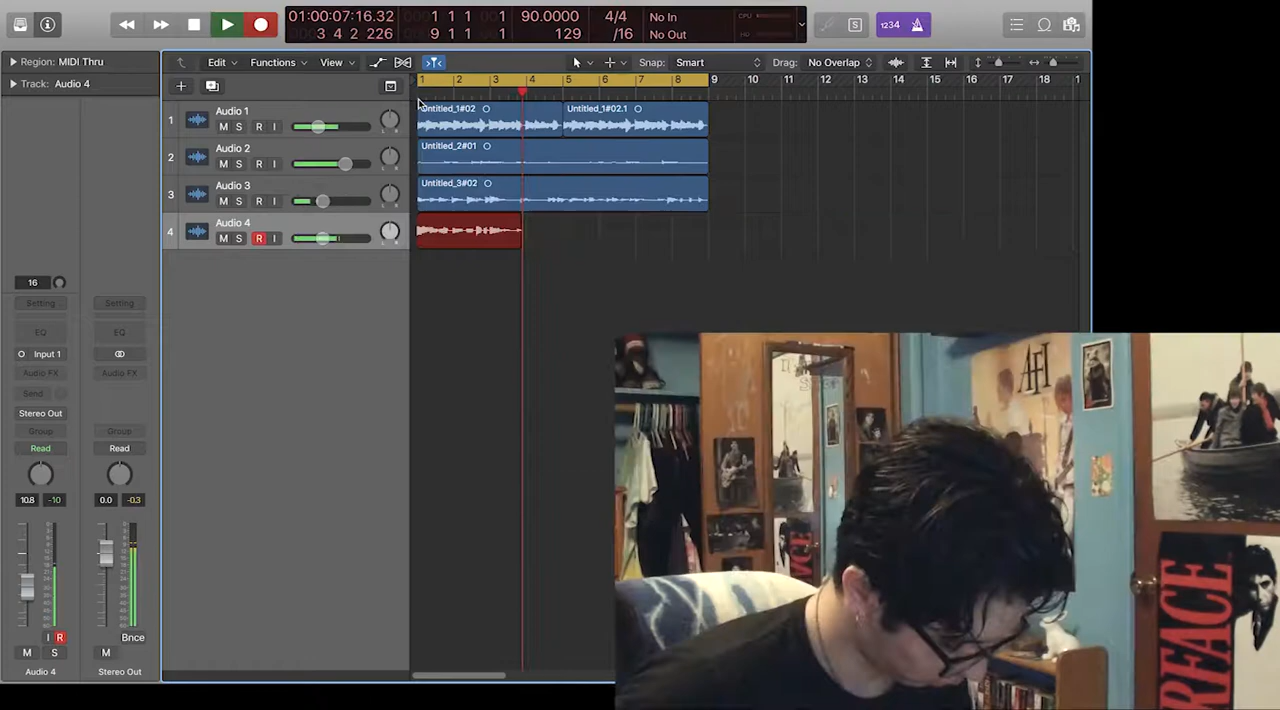 01:00:07:16.32
3 4 2 226
1 1 1 001
9 1 1 1
90.0000
129
4/4
/16
No In
No Out
CPU
HD
S
1234
Region: MIDI Thru
Track: Audio 4
Edit
Functions
View
Snap: Smart
Drag: No Overlap
1 2 3 4 5 6 7 8 9 10 11 12 13 14 15 16 17 18 1
1 Audio 1
M S R I
Untitled_1#02
Untitled_1#02.1
2 Audio 2
M S R I
Untitled_2#01
3 Audio 3
M S R I
Untitled_3#02
4 Audio 4
M S R I
16
Setting
Setting
EQ
EQ
Input 1
Audio FX
Audio FX
Send
Stereo Out
Group
Group
Read
Read
10.8 -10
0.0 -0.3
I R
Bnce
M S
M
Audio 4
Stereo Out
AFI
RFACE